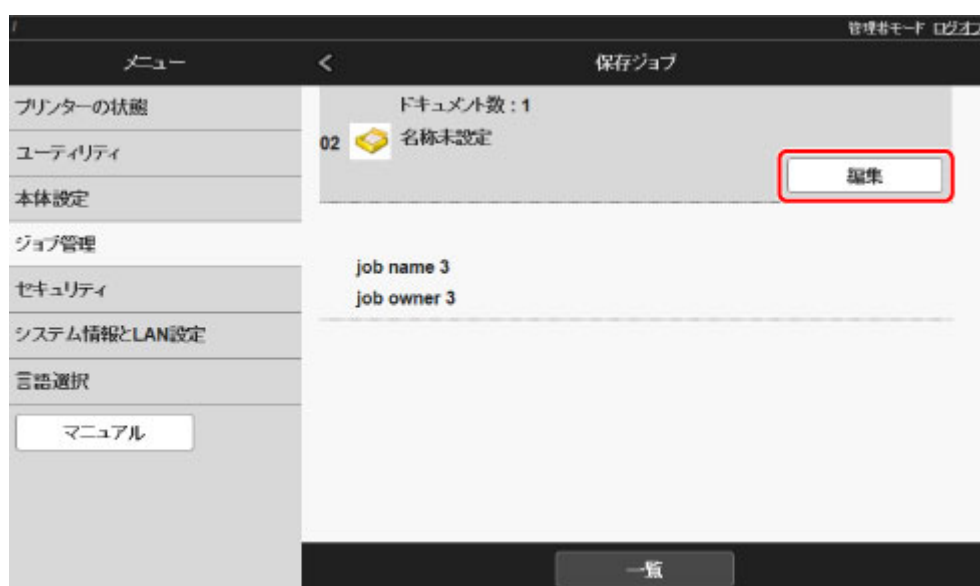 /
管理者モード ログオフ
メニュー
< 保存ジョブ
プリンターの状態
ユーティリティ
本体設定
ジョブ管理
セキュリティ
システム情報とLAN設定
言語選択
マニュアル
ドキュメント数 : 1
02 名称未設定
編集
job name 3
job owner 3
一覧